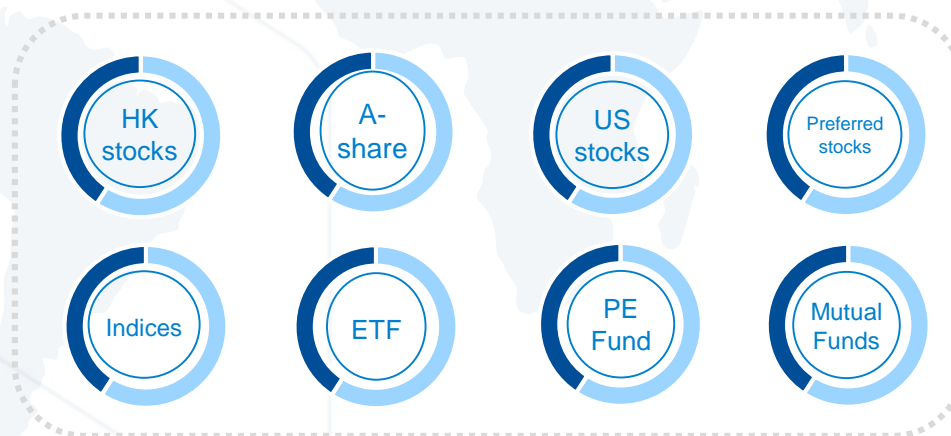 HK
stocks
A-
share
US
stocks
Preferred
stocks
Indices
ETF
PE
Fund
Mutual
Funds